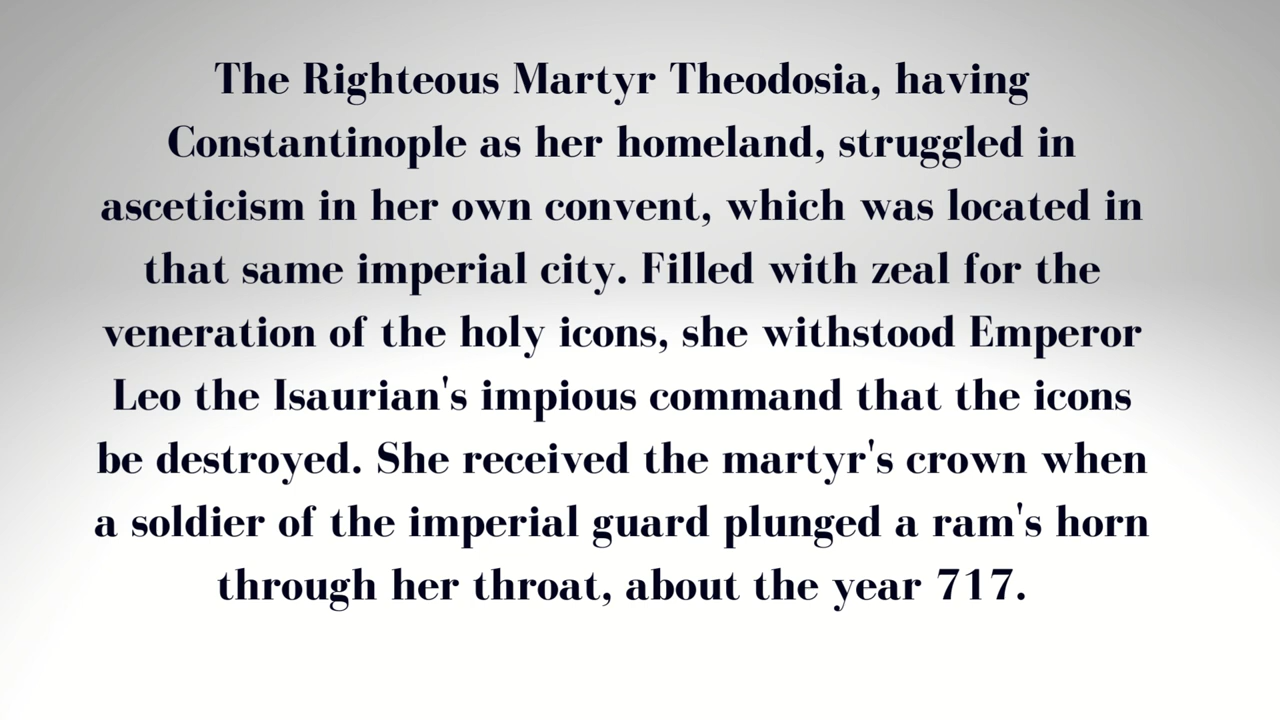 The Righteous Martyr Theodosia, having
Constantinople as her homeland, struggled in
asceticism in her own convent, which was located in
that same imperial city. Filled with zeal for the
veneration of the holy icons, she withstood Emperor
Leo the Isaurian's impious command that the icons
be destroyed. She received the martyr's crown when
a soldier of the imperial guard plunged a ram's horn
through her throat, about the year 717.